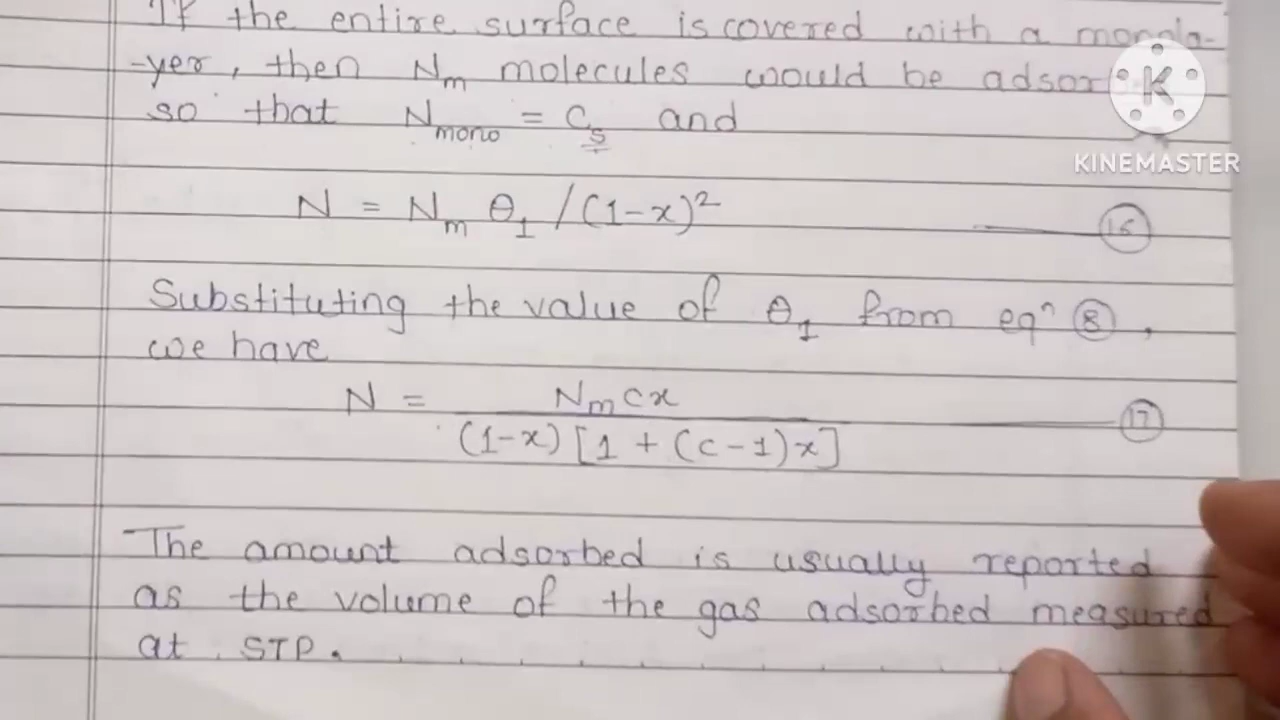 If the entire surface is covered with a monola-
-yer, then Nm molecules would be adsor
so that Nmono = Cs and
N = Nm θ1 / (1-x)² (16)
Substituting the value of θ1 from eqn (8),
we have
N = Nm c x / (1-x) [1 + (c-1)x] (17)
The amount adsorbed is usually reported
as the volume of the gas adsorbed measured
at STP.
KINEMASTER